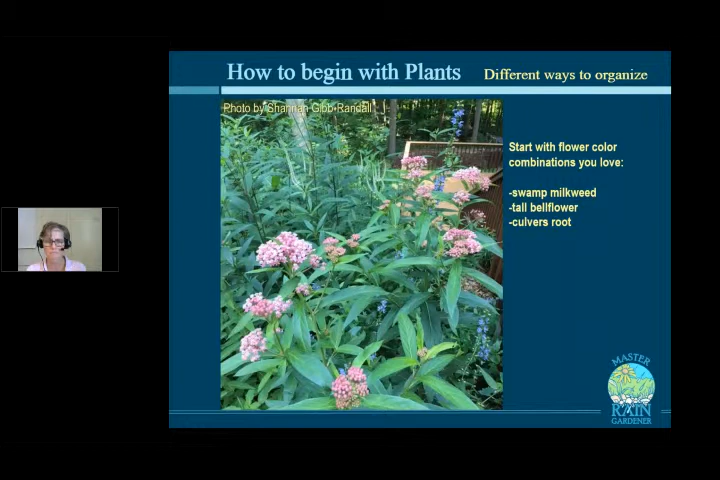 How to begin with Plants Different ways to organize
Photo by Shannan Gibb-Randall
Start with flower color
combinations you love:
-swamp milkweed
-tall bellflower
-culvers root
MASTER
RAIN
GARDENER